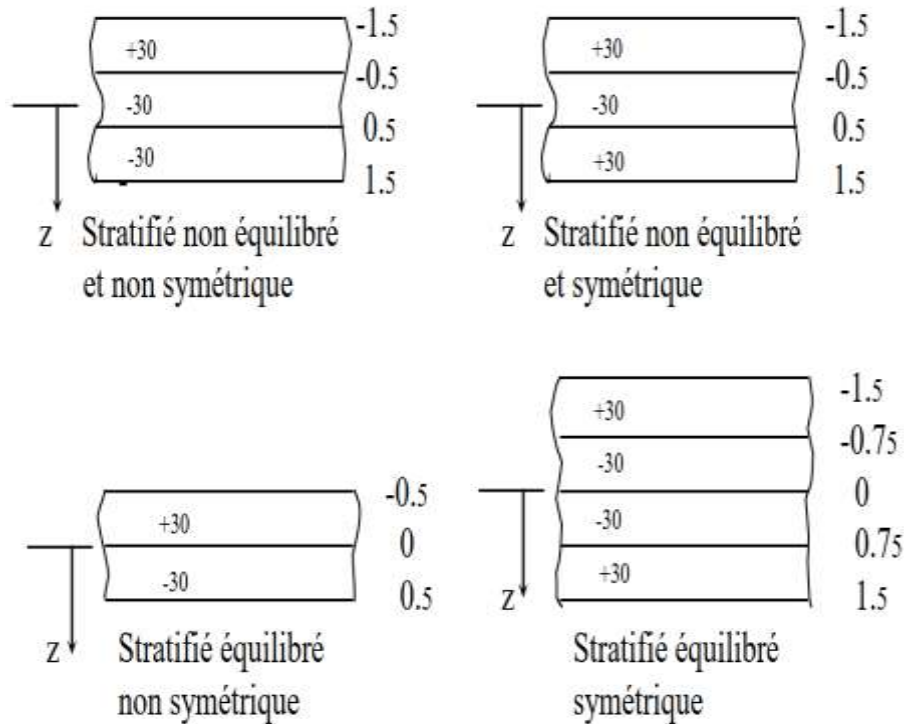 -1.5
+30
-0.5
-30
0.5
-30
1.5
z
Stratifié non équilibré
et non symétrique
-1.5
+30
-0.5
-30
0.5
+30
1.5
z
Stratifié non équilibré
et symétrique
-0.5
+30
0
-30
0.5
z
Stratifié équilibré
non symétrique
-1.5
+30
-0.75
-30
0
-30
0.75
+30
1.5
z
Stratifié équilibré
symétrique